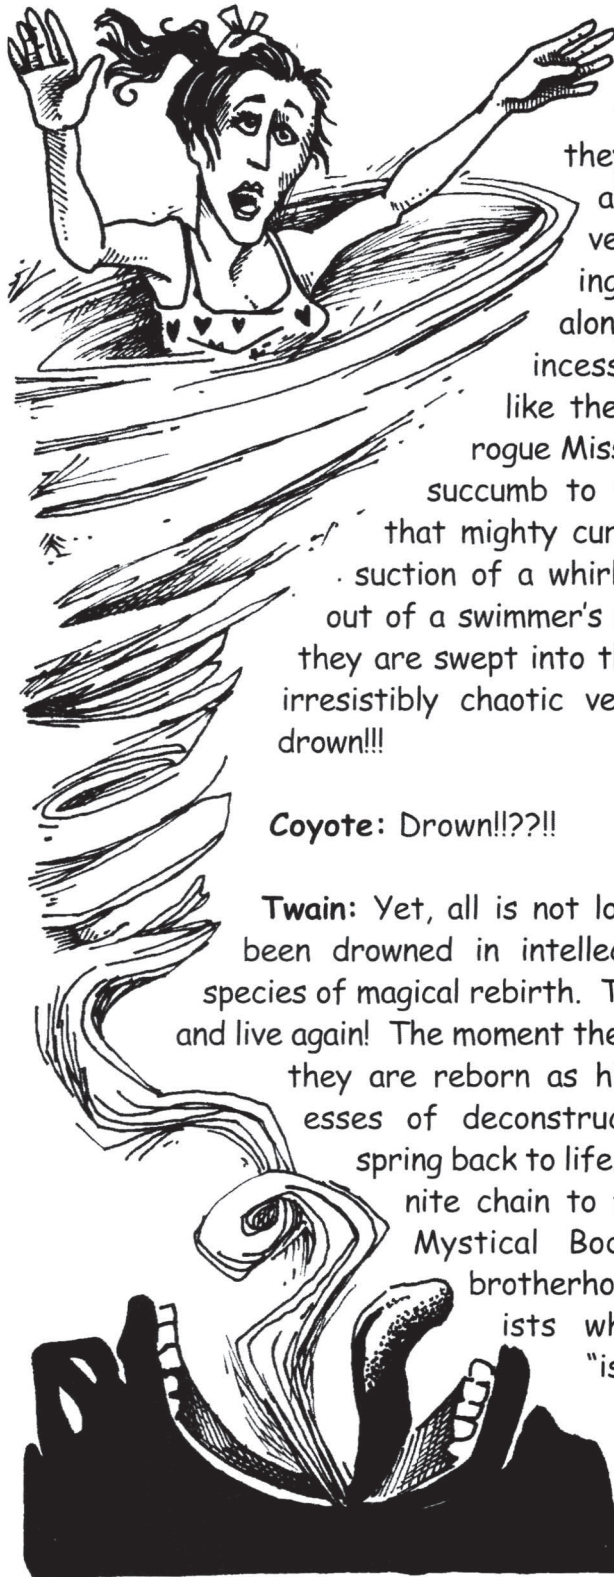 they
a
ve
ing
alon
incess
like the
rogue Miss
succumb to
that mighty cur
suction of a whirl
out of a swimmer's
they are swept into th
irresistibly chaotic ve
drown!!!
Coyote: Drown!!??!!
Twain: Yet, all is not lo
been drowned in intellec
species of magical rebirth. T
and live again! The moment the
they are reborn as h
esses of deconstruc
spring back to life
nite chain to
Mystical Bod
brotherho
ists wh
"is